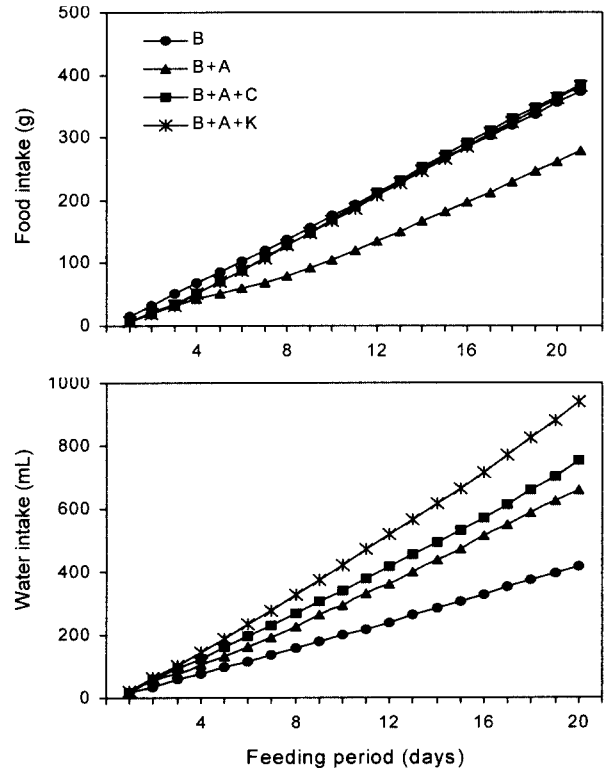 500
400
300
200
100
0
Food intake (g)
B
B+A
B+A+C
B+A+K
4 8 12 16 20
1000
800
600
400
200
0
Water intake (mL)
4 8 12 16 20
Feeding period (days)